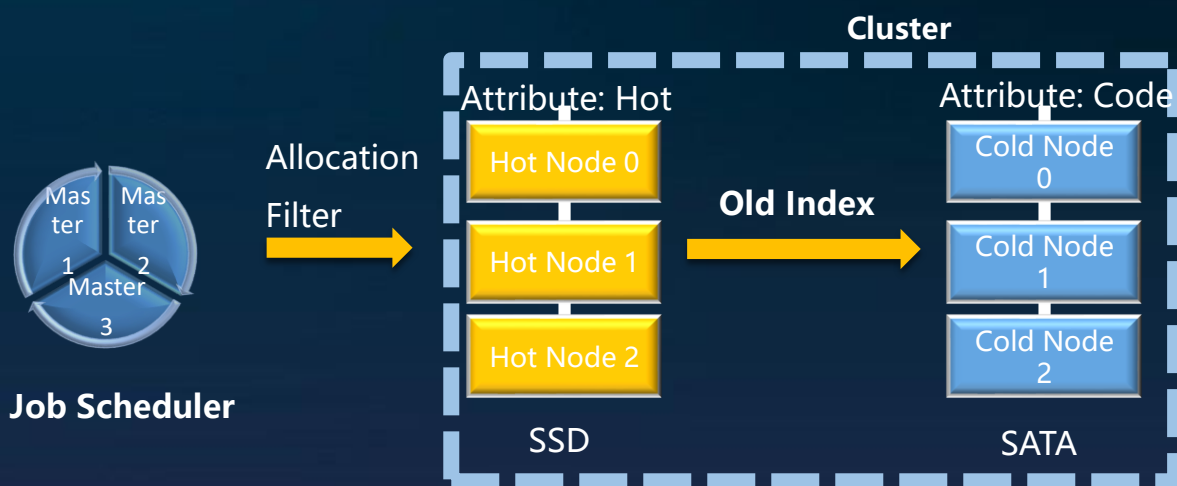 Cluster
Attribute: Hot
Attribute: Code
Hot Node 0
Cold Node
0
Allocation
Filter
Mas
ter
1
Mas
ter
2
Master
3
Old Index
Hot Node 1
Cold Node
1
Hot Node 2
Cold Node
2
Job Scheduler
SSD
SATA